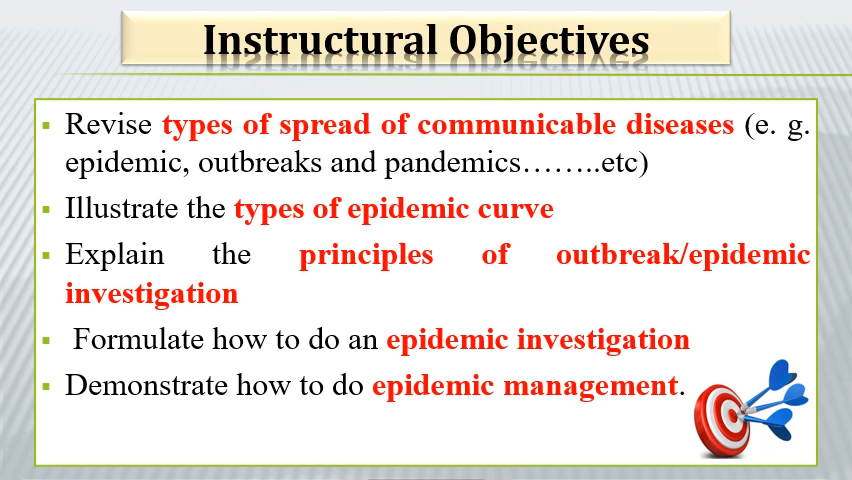 Instructural Objectives
▪ Revise types of spread of communicable diseases (e. g.
epidemic, outbreaks and pandemics……..etc)
▪ Illustrate the types of epidemic curve
▪ Explain the principles of outbreak/epidemic
investigation
▪ Formulate how to do an epidemic investigation
▪ Demonstrate how to do epidemic management.